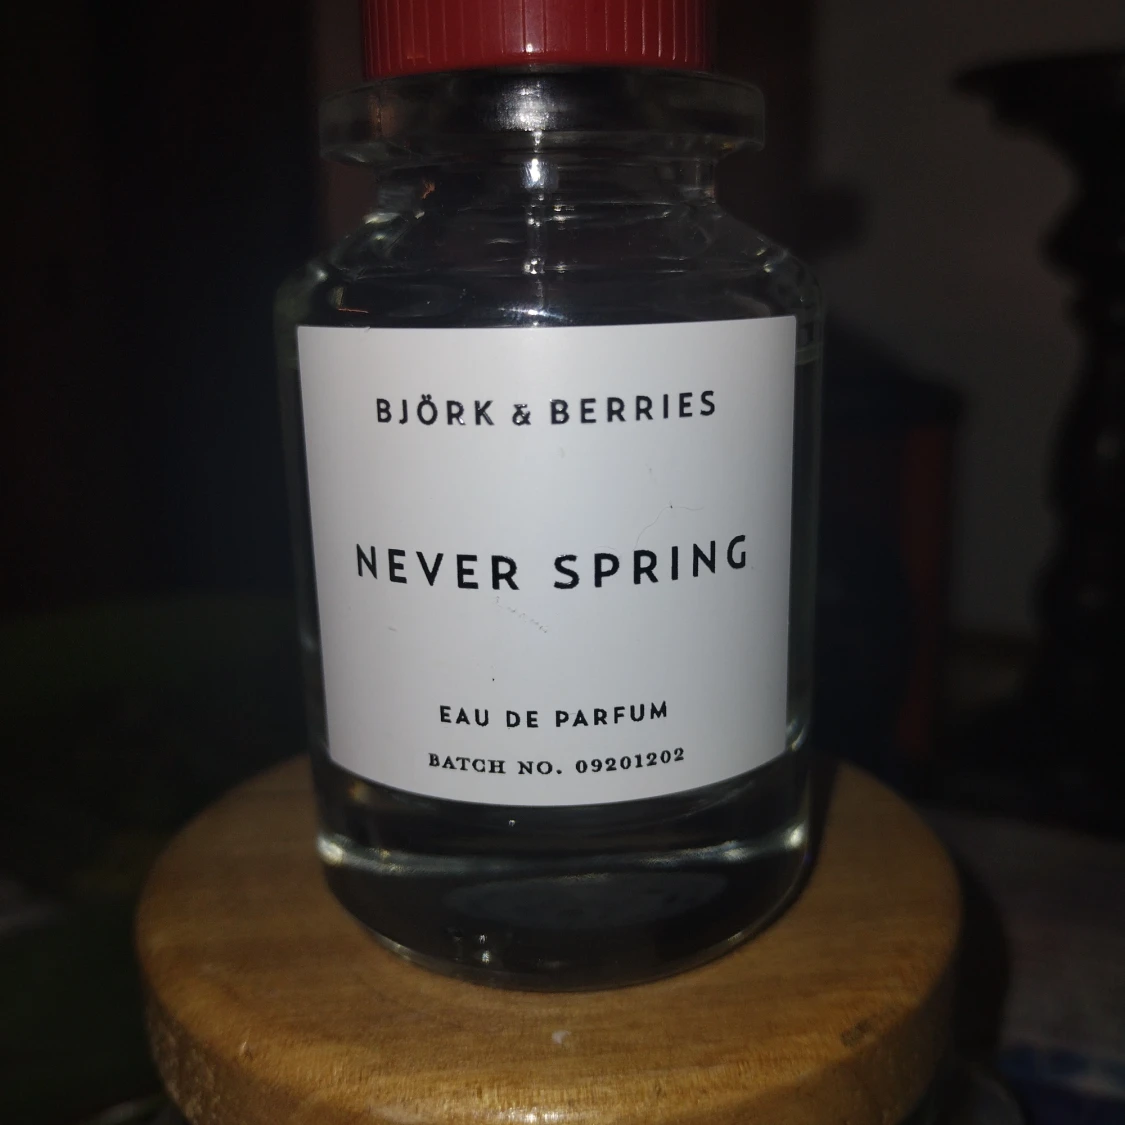 BJÖRK & BERRIES
NEVER SPRING
EAU DE PARFUM
BATCH NO. 09201202